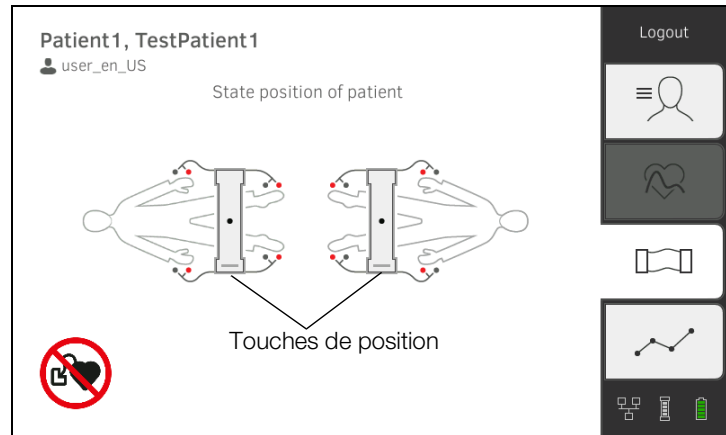 Patient1, TestPatient1
user_en_US
State position of patient
Touches de position
Logout